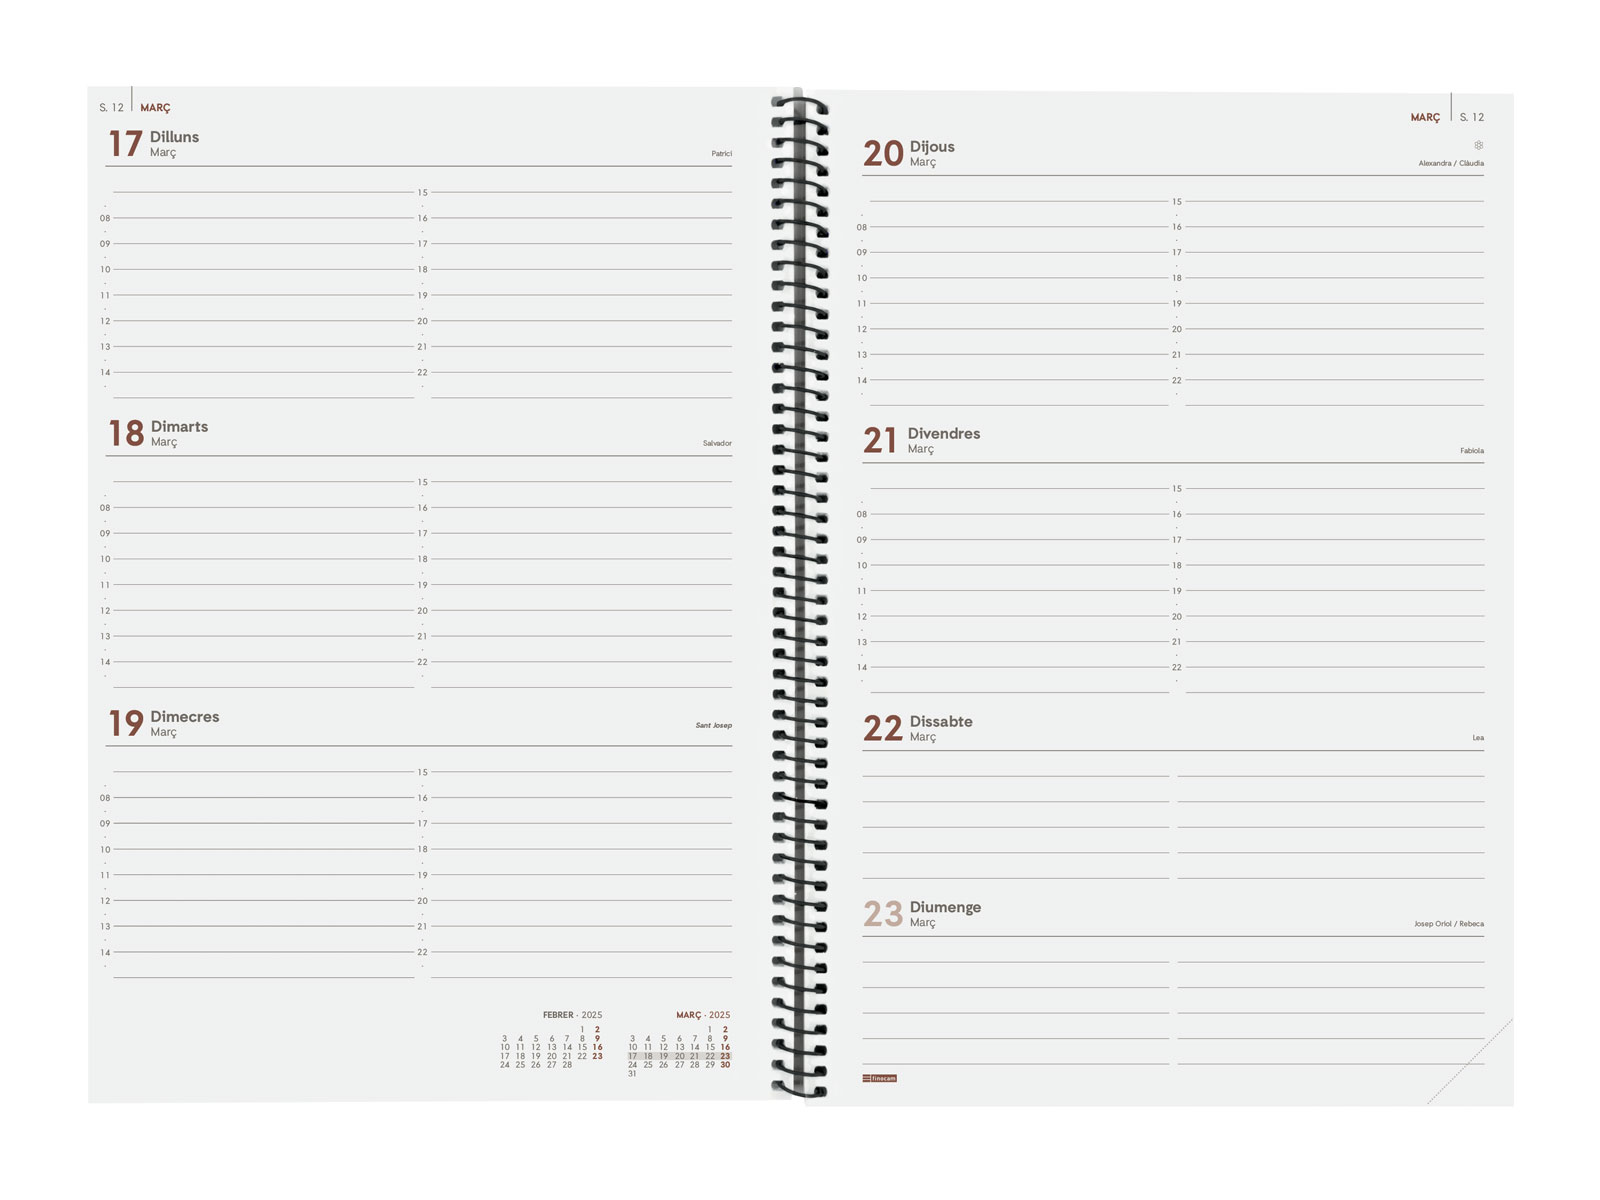 S. 12 MARÇ
17 Dilluns
Març
Patrici
15
08 16
09 17
10 18
11 19
12 20
13 21
14 22
18 Dimarts
Març
Salvador
15
08 16
09 17
10 18
11 19
12 20
13 21
14 22
19 Dimecres
Març
Sant Josep
15
08 16
09 17
10 18
11 19
12 20
13 21
14 22
FEBRER · 2025
1 2
3 4 5 6 7 8 9
10 11 12 13 14 15 16
17 18 19 20 21 22 23
24 25 26 27 28
MARÇ · 2025
1 2
3 4 5 6 7 8 9
10 11 12 13 14 15 16
17 18 19 20 21 22 23
24 25 26 27 28 29 30
31
MARÇ S. 12
20 Dijous
Març
Alexandra / Clàudia
15
08 16
09 17
10 18
11 19
12 20
13 21
14 22
21 Divendres
Març
Fabiola
15
08 16
09 17
10 18
11 19
12 20
13 21
14 22
22 Dissabte
Març
Lea
23 Diumenge
Març
Josep Oriol / Rebeca
finocam